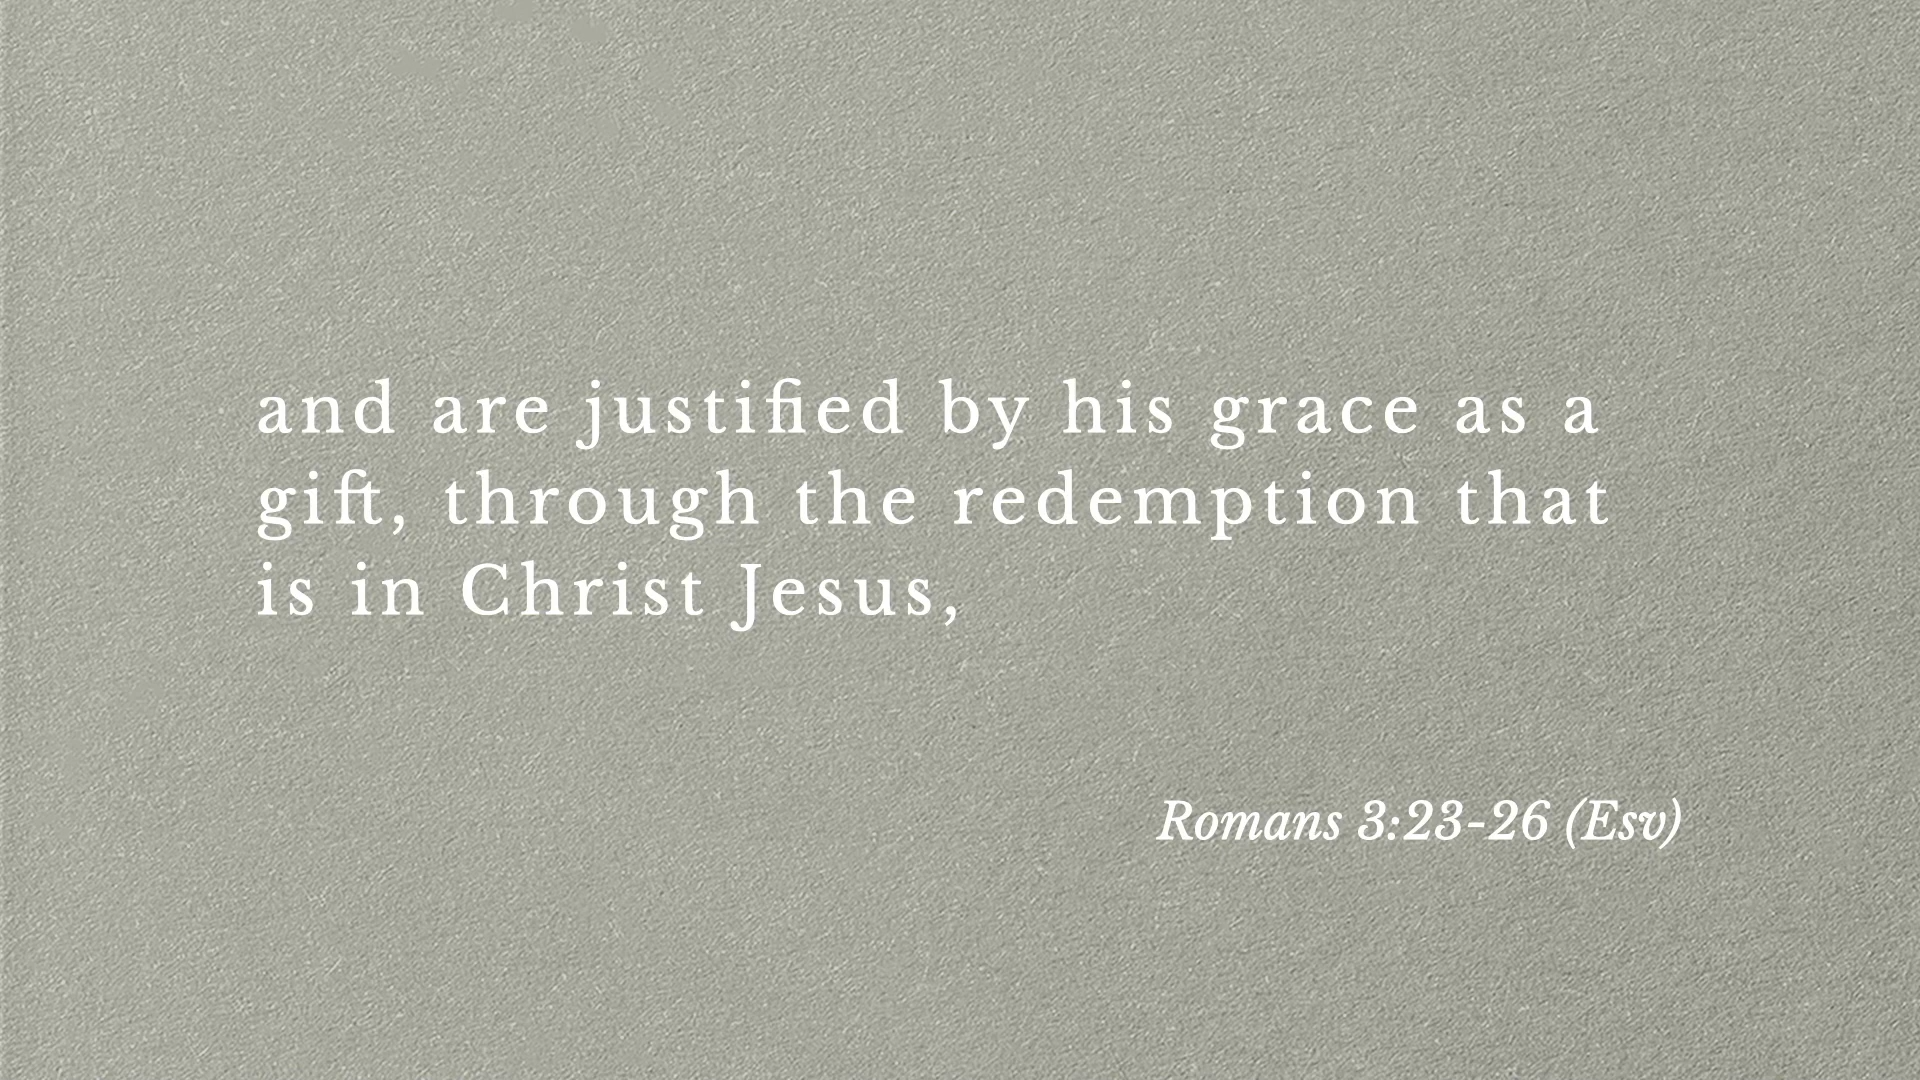 and are justified by his grace as a
gift, through the redemption that
is in Christ Jesus,
Romans 3:23-26 (Esv)